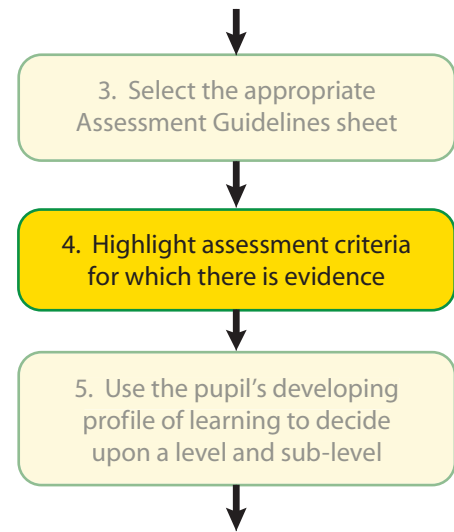 3. Select the appropriate
Assessment Guidelines sheet
4. Highlight assessment criteria
for which there is evidence
5. Use the pupil's developing
profile of learning to decide
upon a level and sub-level